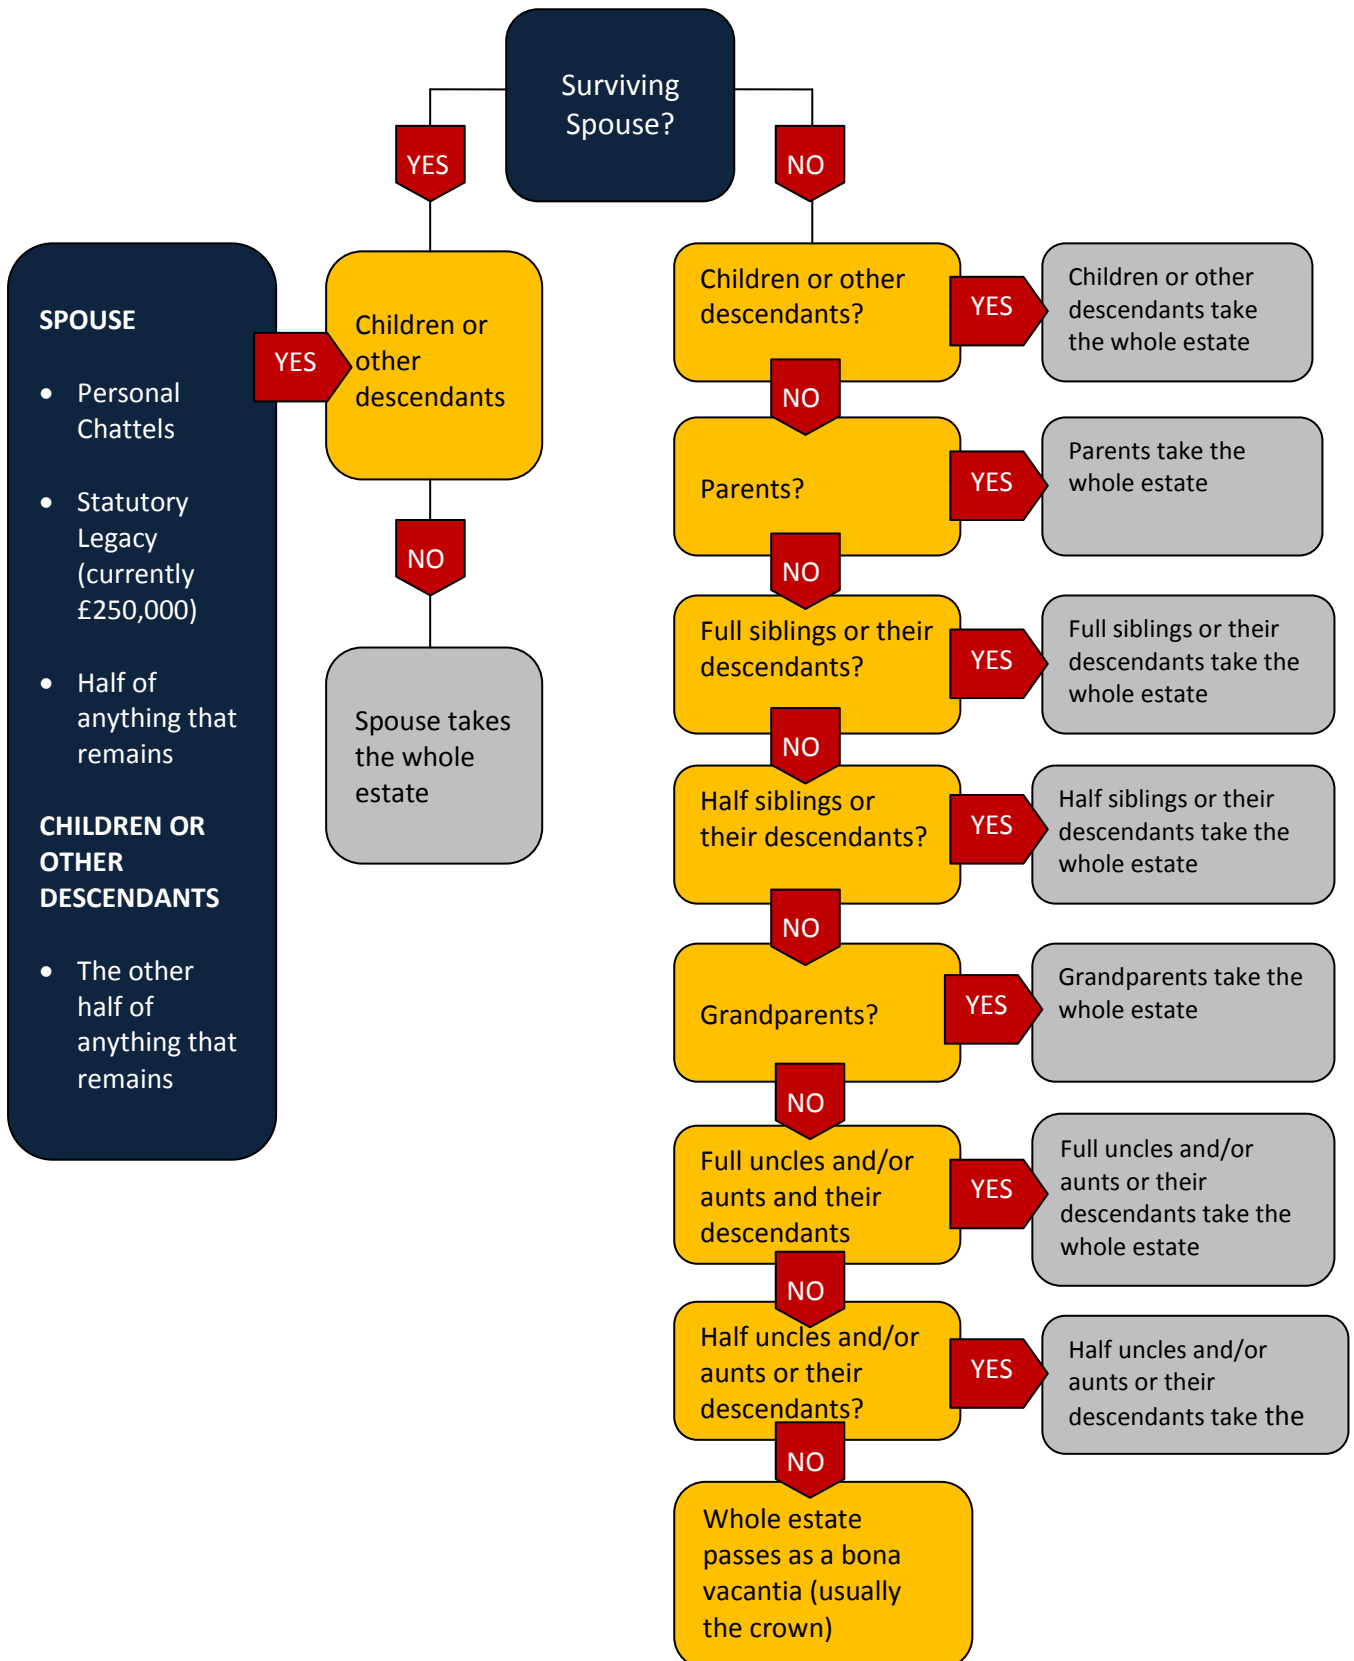 Surviving
Spouse?
YES
NO
SPOUSE
• Personal
Chattels
• Statutory
Legacy
(currently
£250,000)
• Half of
anything that
remains
CHILDREN OR
OTHER
DESCENDANTS
• The other
half of
anything that
remains
YES
Children or
other
descendants
NO
Spouse takes
the whole
estate
Children or other
descendants?
YES
Children or other
descendants take
the whole estate
NO
Parents?
YES
Parents take the
whole estate
NO
Full siblings or their
descendants?
YES
Full siblings or their
descendants take the
whole estate
NO
Half siblings or
their descendants?
YES
Half siblings or their
descendants take the
whole estate
NO
Grandparents?
YES
Grandparents take the
whole estate
NO
Full uncles and/or
aunts and their
descendants
YES
Full uncles and/or
aunts or their
descendants take the
whole estate
NO
Half uncles and/or
aunts or their
descendants?
YES
Half uncles and/or
aunts or their
descendants take the
NO
Whole estate
passes as a bona
vacantia (usually
the crown)